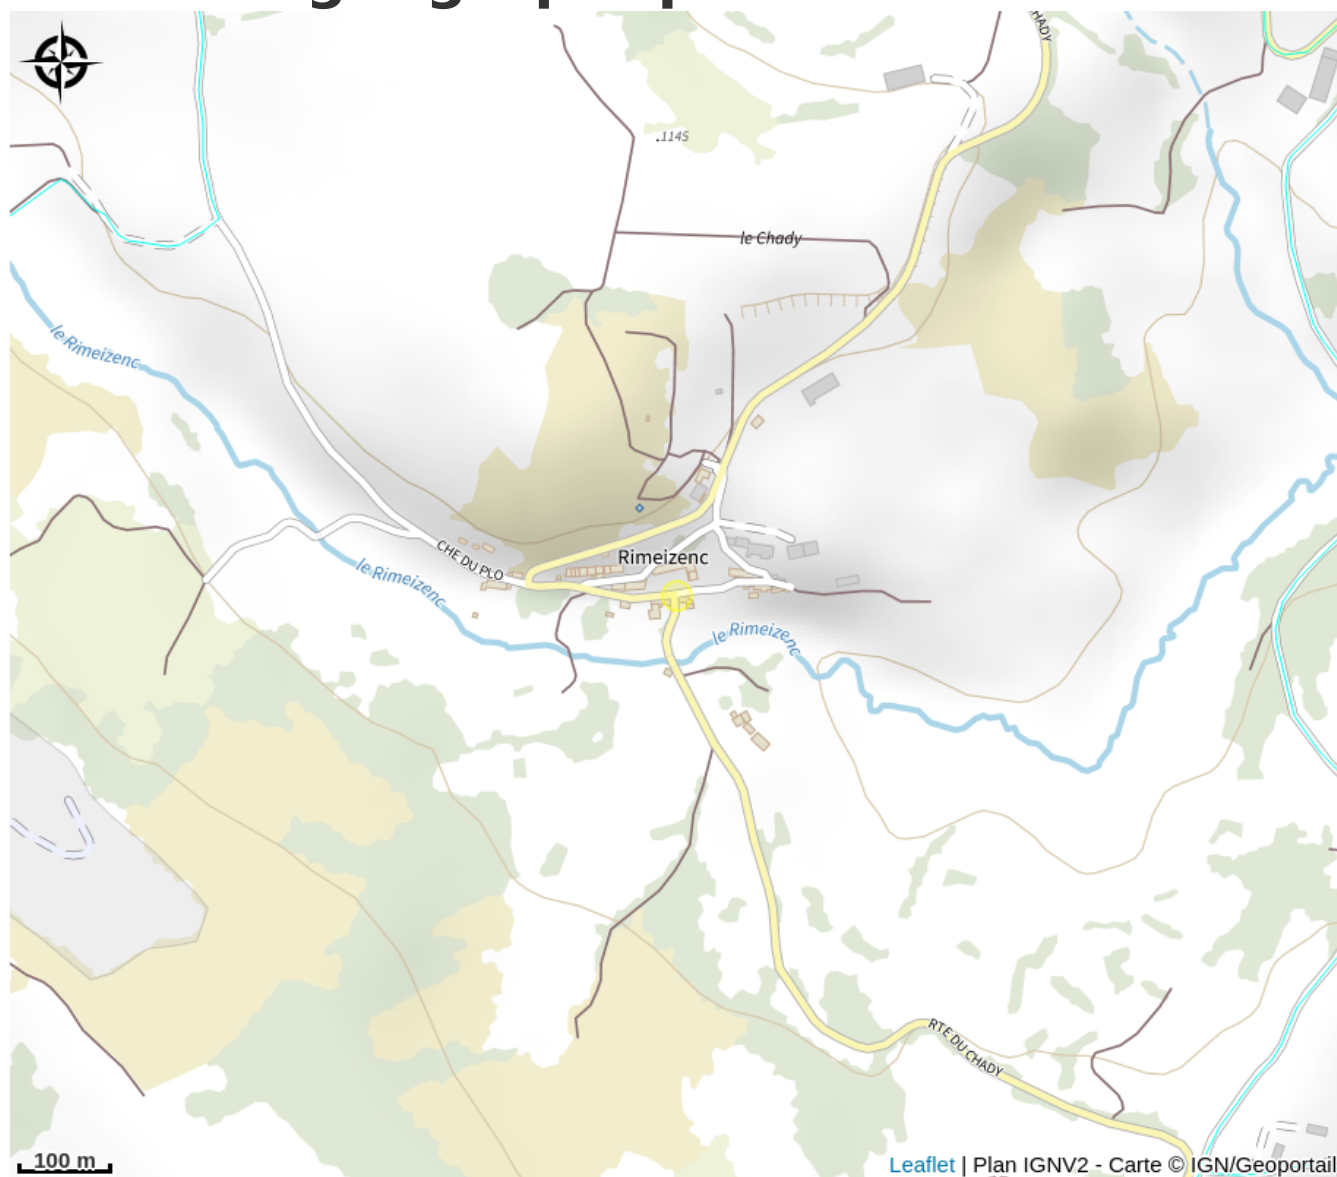 CHADY
.1145
le Chady
le Rimeizenc
CHE DU PLO
Rimeizenc
le Rimeizenc
le Rimeizenc
RTE DU CHADY
100 m
Leaflet | Plan IGNV2 - Carte © IGN/Geoportail